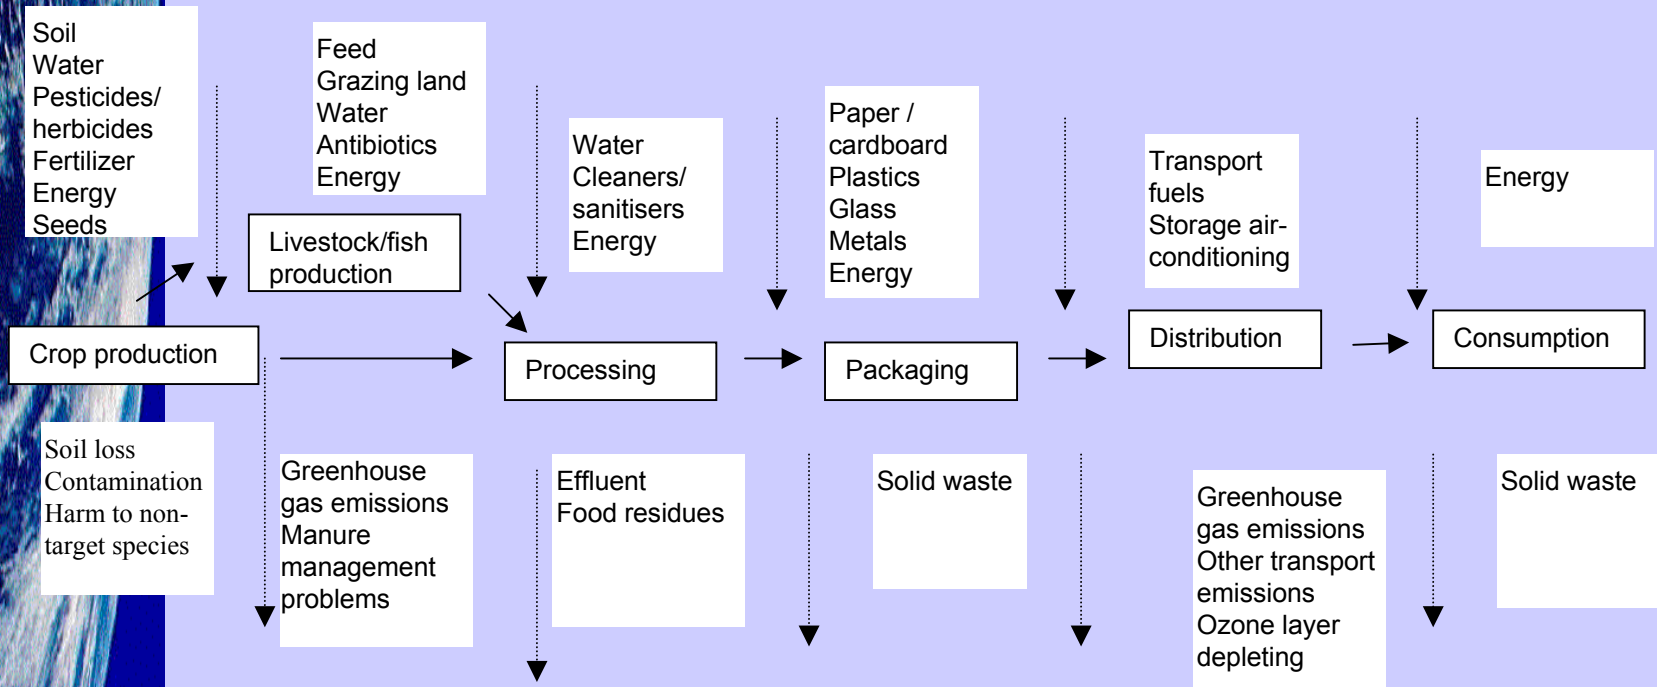 Soil
Water
Pesticides/
herbicides
Fertilizer
Energy
Seeds
Feed
Grazing land
Water
Antibiotics
Energy
Water
Cleaners/
sanitisers
Energy
Paper /
cardboard
Plastics
Glass
Metals
Energy
Transport
fuels
Storage air-
conditioning
Energy
Livestock/fish
production
Crop production
Processing
Packaging
Distribution
Consumption
Soil loss
Contamination
Harm to non-
target species
Greenhouse
gas emissions
Manure
management
problems
Effluent
Food residues
Solid waste
Greenhouse
gas emissions
Other transport
emissions
Ozone layer
depleting
Solid waste